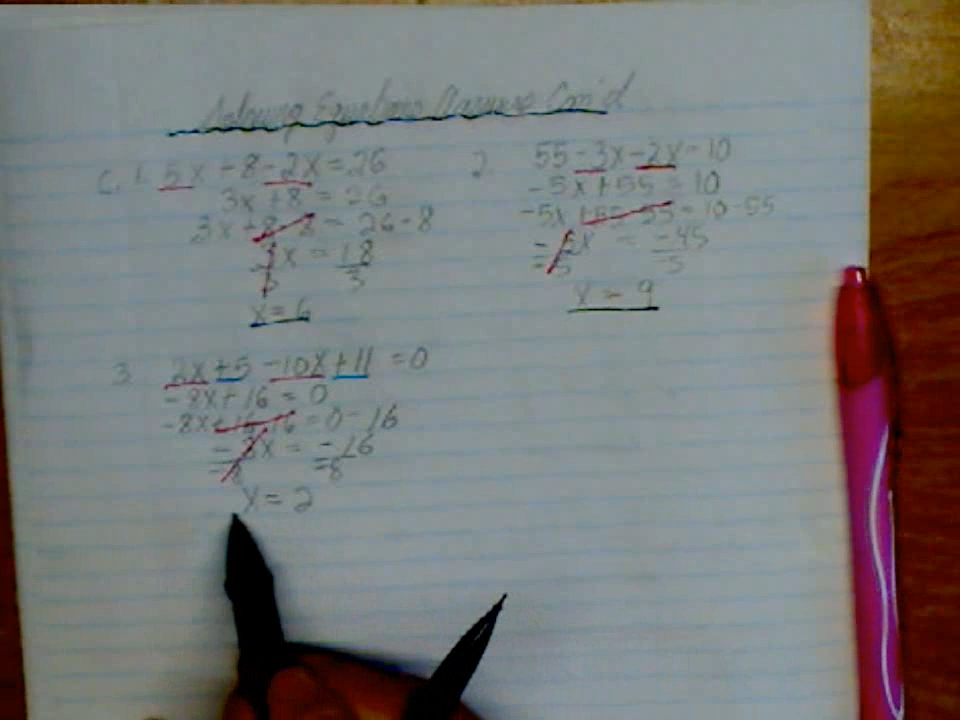 Solving Equations Answers Con'd
C. 1. 5x + 8 - 2x = 26
3x + 8 = 26
3x + 8 - 8 = 26 - 8
3x = 18
3 3
x = 6
2. 55 - 3x - 2x = 10
-5x + 55 = 10
-5x + 55 - 55 = 10 - 55
-5x = -45
-5 -5
x = 9
3. 2x + 5 - 10x + 11 = 0
-8x + 16 = 0
-8x + 16 - 16 = 0 - 16
-8x = -16
-8 -8
x = 2